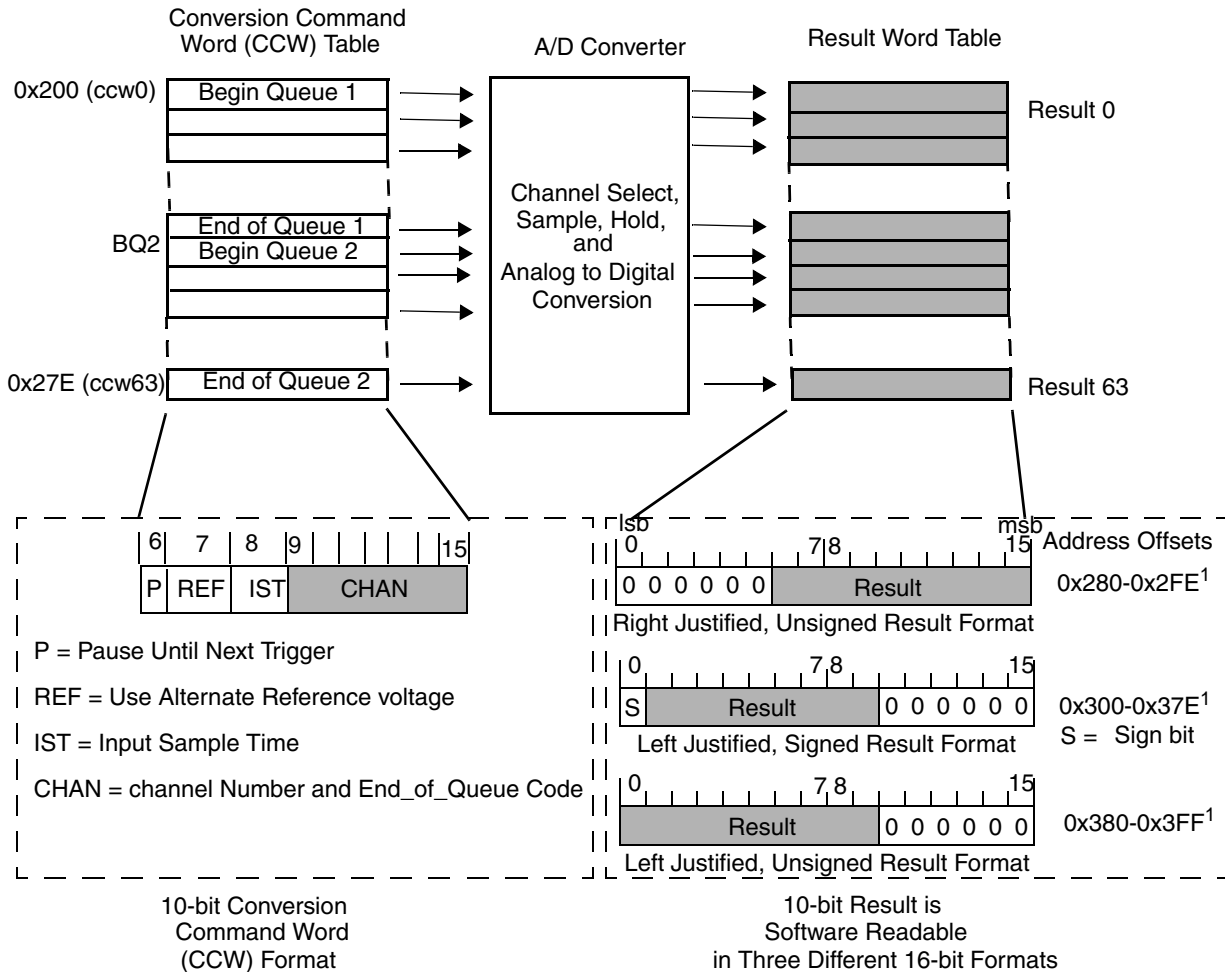 Conversion Command
Word (CCW) Table
A/D Converter
Result Word Table
0x200 (ccw0)
Begin Queue 1
Result 0
End of Queue 1
BQ2
Begin Queue 2
Channel Select,
Sample, Hold,
and
Analog to Digital
Conversion
0x27E (ccw63)
End of Queue 2
Result 63
6 7 8 9 15
P REF IST CHAN
P = Pause Until Next Trigger
REF = Use Alternate Reference voltage
IST = Input Sample Time
CHAN = channel Number and End_of_Queue Code
10-bit Conversion
Command Word
(CCW) Format
lsb msb
0 7 8 15 Address Offsets
0 0 0 0 0 0 Result 0x280-0x2FE1
Right Justified, Unsigned Result Format
0 7 8 15
S Result 0 0 0 0 0 0 0x300-0x37E1
Left Justified, Signed Result Format S = Sign bit
0 7 8 15
Result 0 0 0 0 0 0 0x380-0x3FF1
Left Justified, Unsigned Result Format
10-bit Result is
Software Readable
in Three Different 16-bit Formats